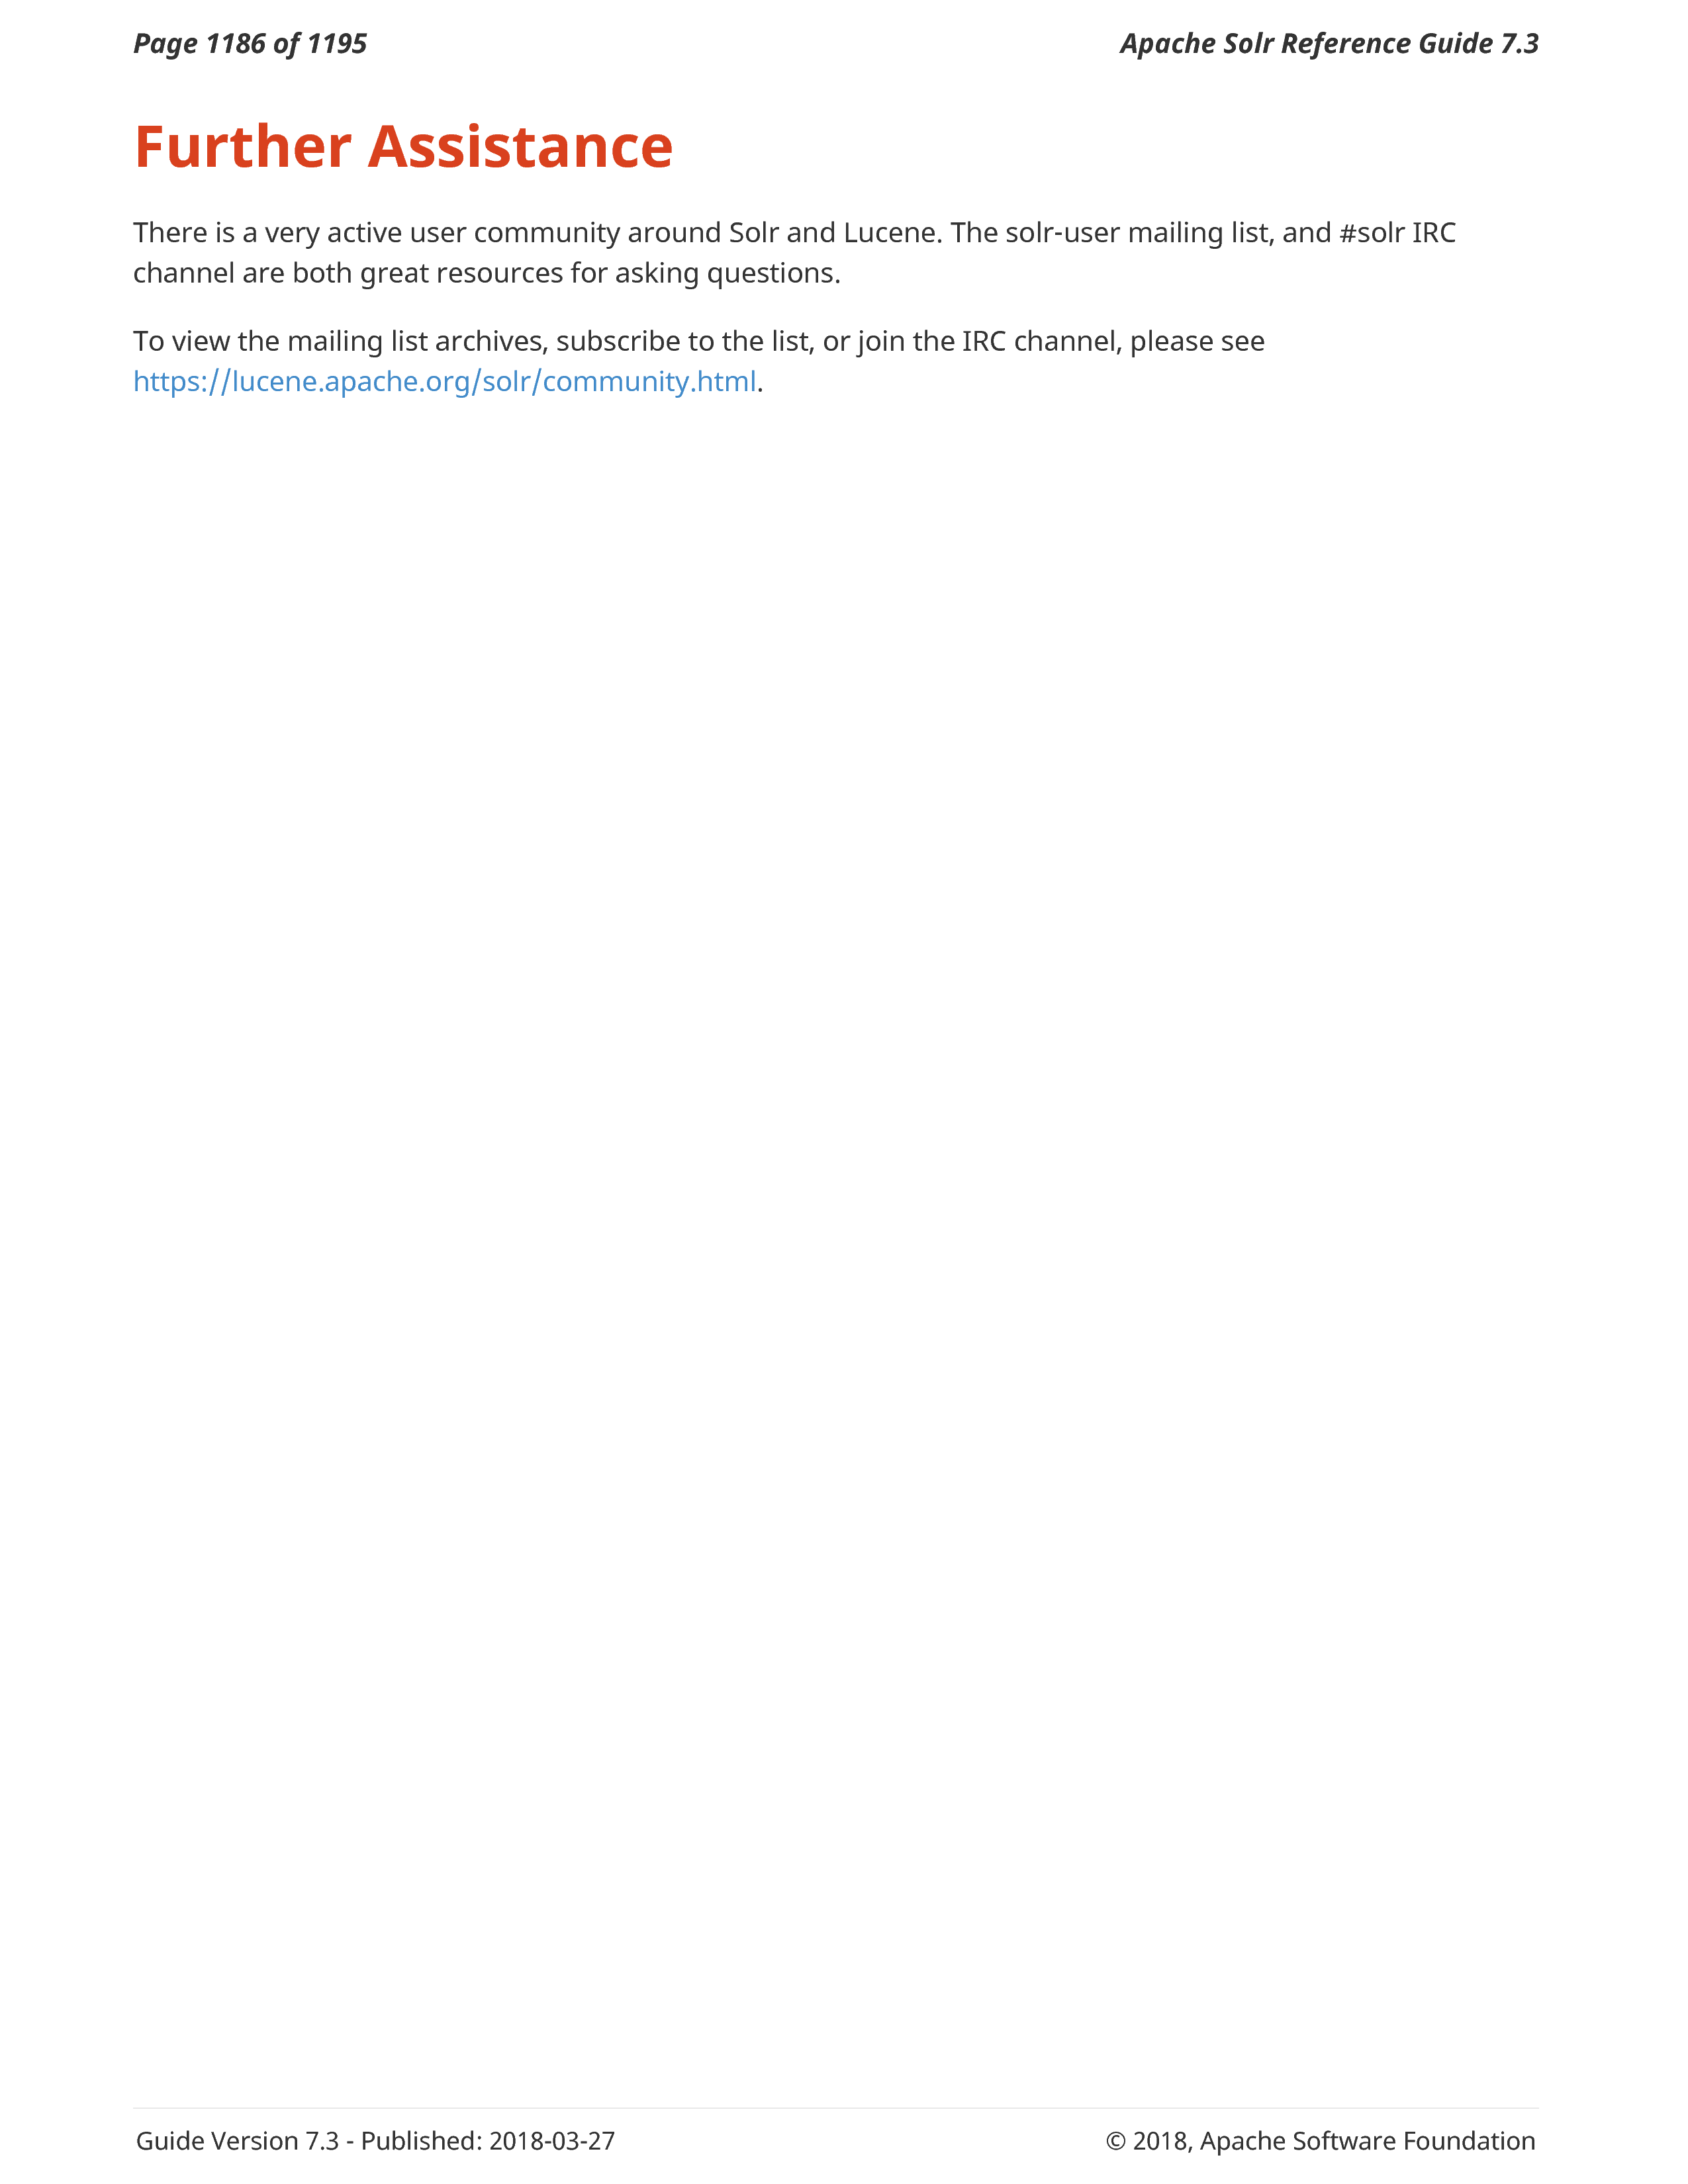 Page 1186 of 1195
Apache Solr Reference Guide 7.3
Further Assistance
There is a very active user community around Solr and Lucene. The solr-user mailing list, and #solr IRC
channel are both great resources for asking questions.
To view the mailing list archives, subscribe to the list, or join the IRC channel, please see
https://lucene.apache.org/solr/community.html.
Guide Version 7.3 - Published: 2018-03-27
© 2018, Apache Software Foundation